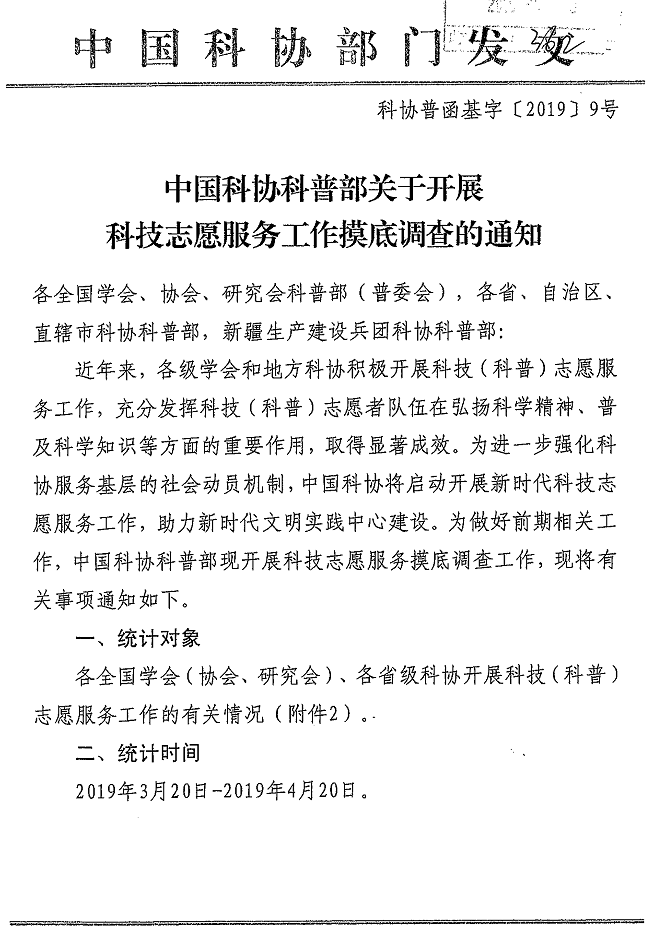 中国科协部门发文
科协普函基字〔2019〕9号
中国科协科普部关于开展
科技志愿服务工作摸底调查的通知
各全国学会、协会、研究会科普部（普委会），各省、自治区、
直辖市科协科普部，新疆生产建设兵团科协科普部：
近年来，各级学会和地方科协积极开展科技（科普）志愿服
务工作，充分发挥科技（科普）志愿者队伍在弘扬科学精神、普
及科学知识等方面的重要作用，取得显著成效。为进一步强化科
协服务基层的社会动员机制，中国科协将启动开展新时代科技志
愿服务工作，助力新时代文明实践中心建设。为做好前期相关工
作，中国科协科普部现开展科技志愿服务摸底调查工作，现将有
关事项通知如下。
一、统计对象
各全国学会（协会、研究会）、各省级科协开展科技（科普）
志愿服务工作的有关情况（附件2）。
二、统计时间
2019年3月20日-2019年4月20日。